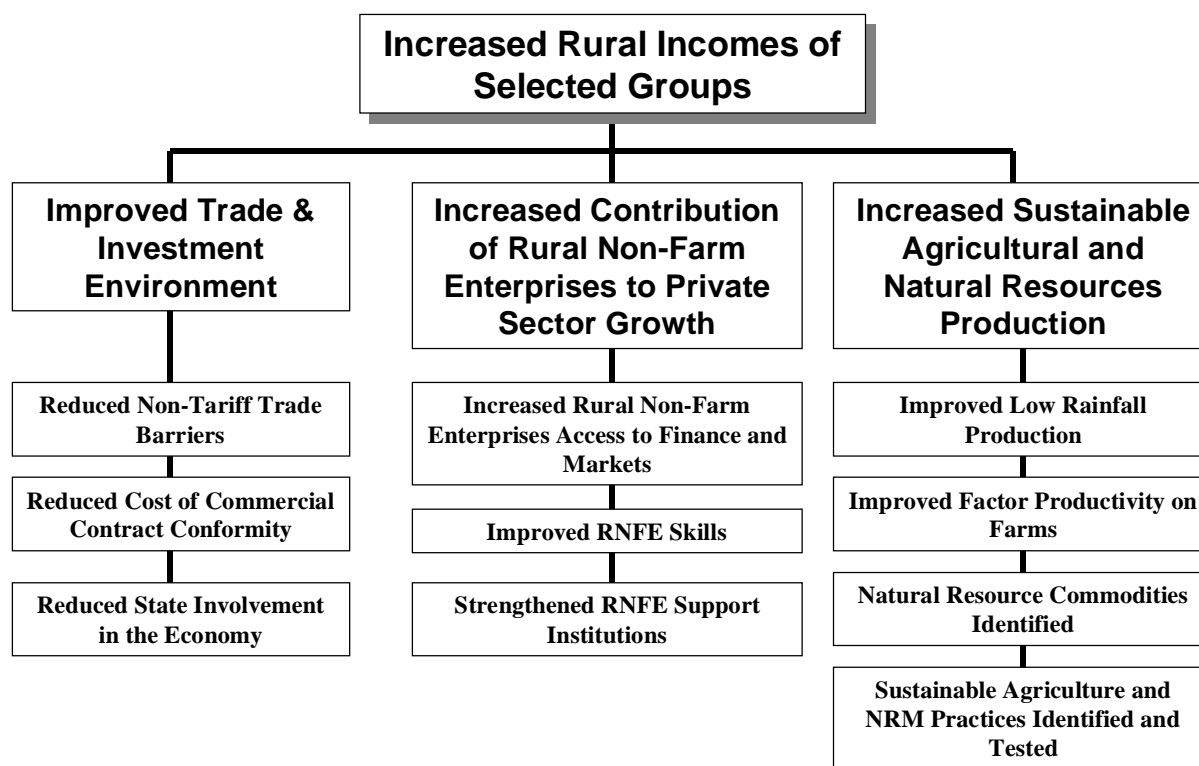 Increased Rural Incomes of
Selected Groups
Improved Trade &
Investment
Environment
Reduced Non-Tariff Trade
Barriers
Reduced Cost of Commercial
Contract Conformity
Reduced State Involvement
in the Economy
Increased Contribution
of Rural Non-Farm
Enterprises to Private
Sector Growth
Increased Rural Non-Farm
Enterprises Access to Finance and
Markets
Improved RNFE Skills
Strengthened RNFE Support
Institutions
Increased Sustainable
Agricultural and
Natural Resources
Production
Improved Low Rainfall
Production
Improved Factor Productivity on
Farms
Natural Resource Commodities
Identified
Sustainable Agriculture and
NRM Practices Identified and
Tested